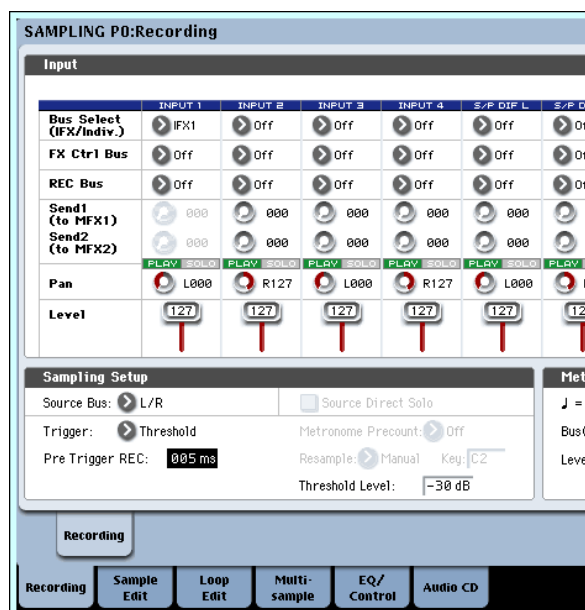 SAMPLING P0:Recording
Input
INPUT 1 INPUT 2 INPUT 3 INPUT 4 S/P DIF L S/P D
Bus Select (IFX/Indiv.) IFX1 Off Off Off Off
FX Ctrl Bus Off Off Off Off Off
REC Bus Off Off Off Off Off
Send1 (to MFX1) 000 000 000 000 000
Send2 (to MFX2) 000 000 000 000 000
PLAY SOLO PLAY SOLO PLAY SOLO PLAY SOLO PLAY SOLO PLAY
Pan L000 R127 L000 R127 L000
Level 127 127 127 127 127
Sampling Setup
Source Bus: L/R Source Direct Solo
Trigger: Threshold Metronome Precount: Off
Pre Trigger REC: 005 ms Resample: Manual Key: C2
Threshold Level: -30 dB
♩ =
Bus(
Recording
Recording Sample Edit Loop Edit Multi-sample EQ/Control Audio CD